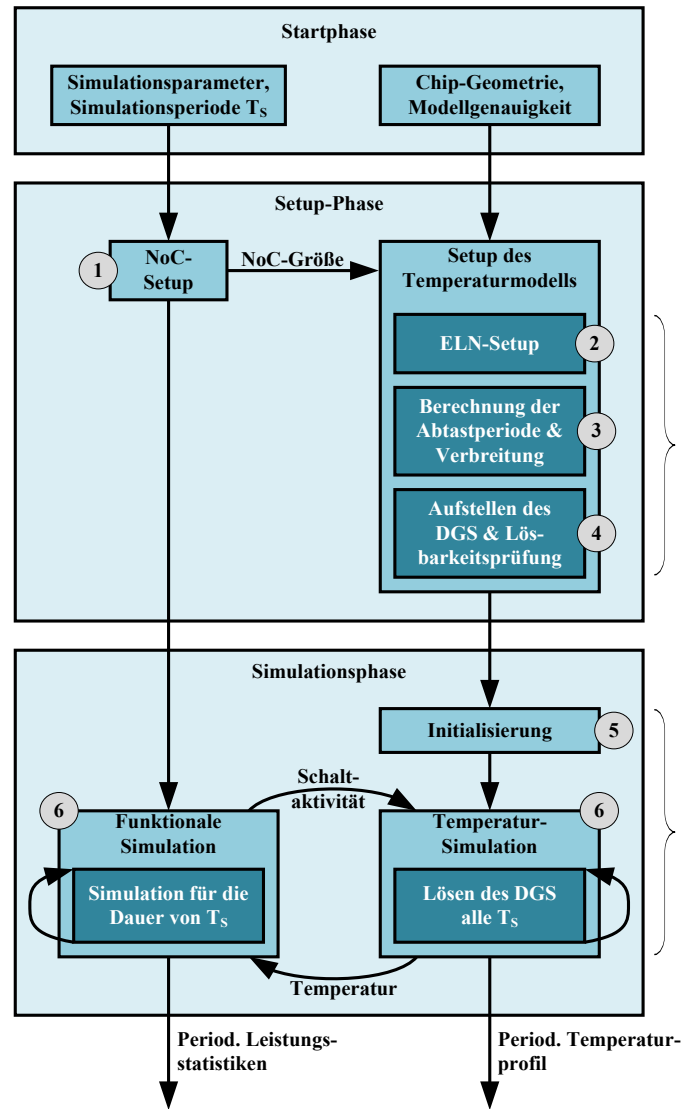 Startphase
Simulationsparameter,
Simulationsperiode TS
Chip-Geometrie,
Modellgenauigkeit
Setup-Phase
1
NoC-
Setup
NoC-Größe
Setup des
Temperaturmodells
ELN-Setup
2
Berechnung der
Abtastperiode &
Verbreitung
3
Aufstellen des
DGS & Lös-
barkeitsprüfung
4
Simulationsphase
Initialisierung
5
Schalt-
aktivität
6
Funktionale
Simulation
Simulation für die
Dauer von TS
Temperatur-
Simulation
6
Lösen des DGS
alle TS
Temperatur
Period. Leistungs-
statistiken
Period. Temperatur-
profil